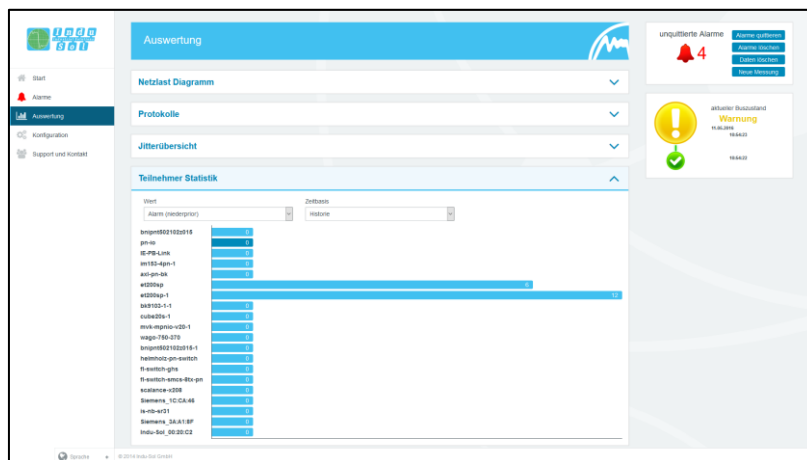 Indu
Sol
Start
Alarme
Auswertung
Konfiguration
Support und Kontakt
Auswertung
Netzlast Diagramm
Protokolle
Jitterübersicht
Teilnehmer Statistik
Wert
Zeitbasis
Alarm (niederprior)
Historie
bnipnt502102z015 0
pn-io 0
IE-PB-Link 0
im153-4pn-1 0
axl-pn-bk 0
et200sp 6
et200sp-1 12
bk9103-1-1 0
cube20s-1 0
mvk-mpnio-v20-1 0
wago-750-370 0
bnipnt502102z015-1 0
helmholz-pn-switch 0
fl-switch-ghs 0
fl-switch-smcs-8tx-pn 0
scalance-x208 0
Siemens_1C:CA:46 0
is-nb-sr31 0
Siemens_3A:A1:8F 0
Indu-Sol_00:20:C2 0
unquittierte Alarme
4
Alarme quittieren
Alarme löschen
Daten löschen
Neue Messung
aktueller Buszustand
Warnung
Sprache
© 2014 Indu-Sol GmbH